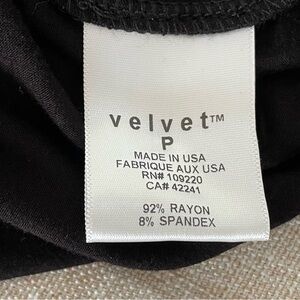 velvet™
P
MADE IN USA
FABRIQUE AUX USA
RN# 109220
CA# 42241
92% RAYON
8% SPANDEX